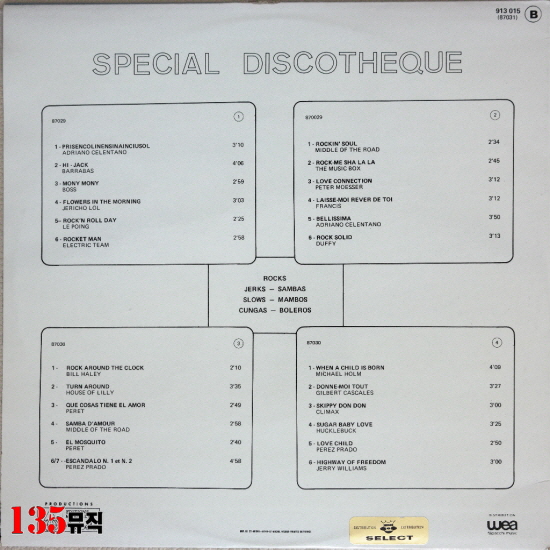 913 015
(87031)
B
SPECIAL DISCOTHEQUE
87029
1
1 - PRISENCOLINENSINAINCIUSOL 3'10
ADRIANO CELENTANO
2 - HI - JACK 4'06
BARRABAS
3 - MONY MONY 2'59
BOSS
4 - FLOWERS IN THE MORNING 3'03
JERICHO LOL
5 - ROCK'N ROLL DAY 2'25
LE POING
6 - ROCKET MAN 2'58
ELECTRIC TEAM
870029
2
1 - ROCKIN' SOUL 2'34
MIDDLE OF THE ROAD
2 - ROCK-ME SHA LA LA 2'45
THE MUSIC BOX
3 - LOVE CONNECTION 3'12
PETER MOESSER
4 - LAISSE-MOI REVER DE TOI 3'12
FRANCIS
5 - BELLISSIMA 3'50
ADRIANO CELENTANO
6 - ROCK SOLID 3'13
DUFFY
ROCKS
JERKS - SAMBAS
SLOWS - MAMBOS
CUNGAS - BOLEROS
87030
3
1 - ROCK AROUND THE CLOCK 2'10
BILL HALEY
2 - TURN AROUND 3'35
HOUSE OF LILLY
3 - QUE COSAS TIENE EL AMOR 2'49
PERET
4 - SAMBA D'AMOUR 2'58
MIDDLE OF THE ROAD
5 - EL MOSQUITO 2'40
PERET
6/7 - ESCANDALO N. 1 et N. 2 4'58
PEREZ PRADO
87030
4
1 - WHEN A CHILD IS BORN 4'09
MICHAEL HOLM
2 - DONNE-MOI TOUT 3'27
GILBERT CASCALES
3 - SKIPPY DON DON 3'00
CLIMAX
4 - SUGAR BABY LOVE 3'25
HUCKLEBUCK
5 - LOVE CHILD 2'50
PEREZ PRADO
6 - HIGHWAY OF FREEDOM 3'00
JERRY WILLIAMS
PRODUCTIONS
135뮤직
SELECT
DISTRIBUTION
wea